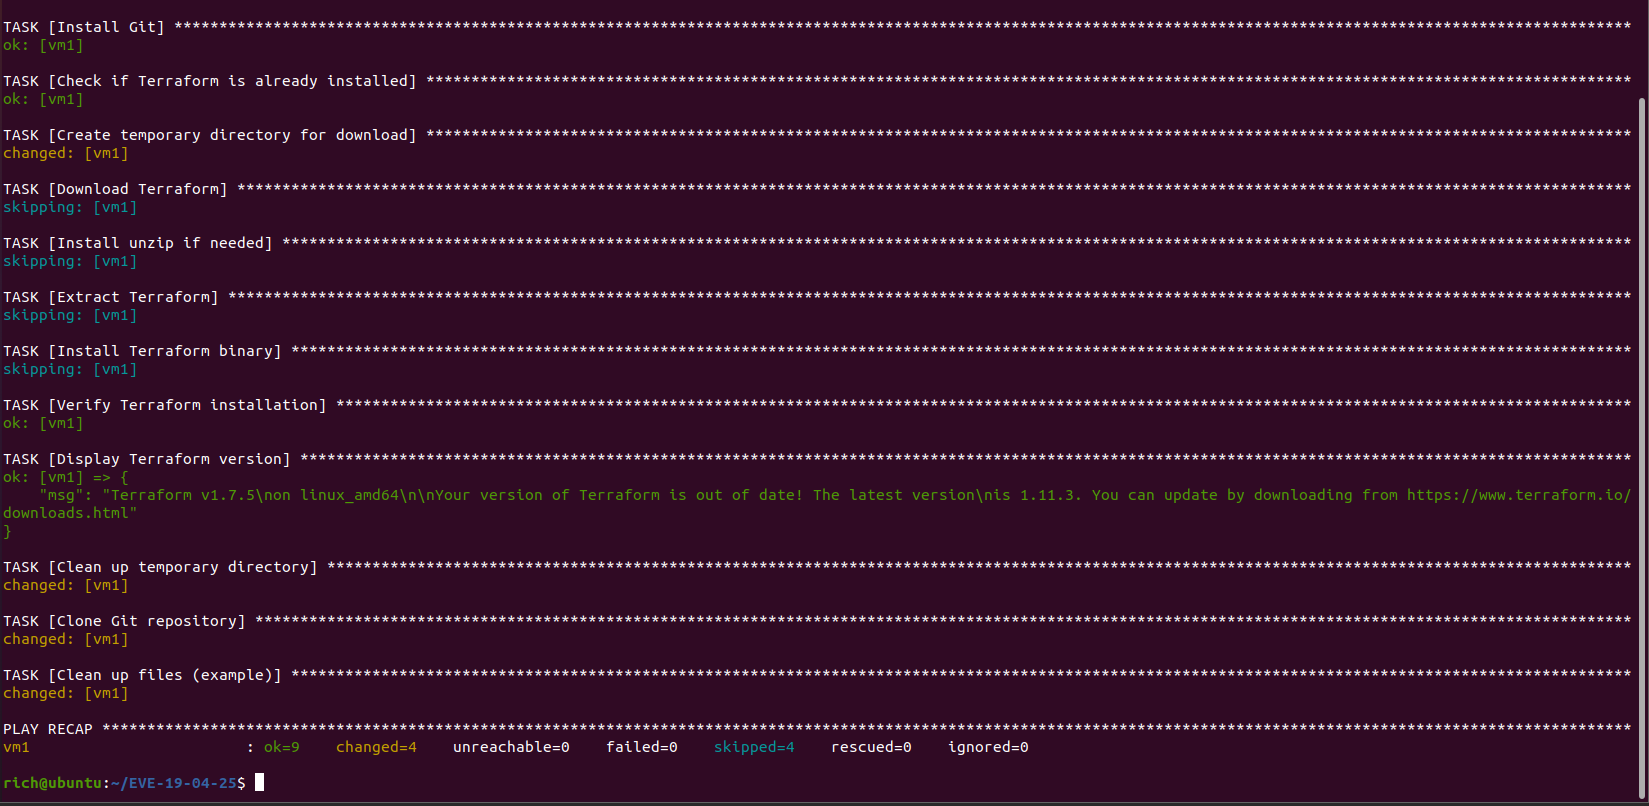 TASK [Install Git] ******************************************************************************************************************************************************************
ok: [vm1]
TASK [Check if Terraform is already installed] **************************************************************************************************************************************
ok: [vm1]
TASK [Create temporary directory for download] **************************************************************************************************************************************
changed: [vm1]
TASK [Download Terraform] ***********************************************************************************************************************************************************
skipping: [vm1]
TASK [Install unzip if needed] ******************************************************************************************************************************************************
skipping: [vm1]
TASK [Extract Terraform] ************************************************************************************************************************************************************
skipping: [vm1]
TASK [Install Terraform binary] *****************************************************************************************************************************************************
skipping: [vm1]
TASK [Verify Terraform installation] ************************************************************************************************************************************************
ok: [vm1]
TASK [Display Terraform version] ****************************************************************************************************************************************************
ok: [vm1] => {
    "msg": "Terraform v1.7.5\non linux_amd64\n\nYour version of Terraform is out of date! The latest version\nis 1.11.3. You can update by downloading from https://www.terraform.io/
downloads.html"
}
TASK [Clean up temporary directory] *************************************************************************************************************************************************
changed: [vm1]
TASK [Clone Git repository] *********************************************************************************************************************************************************
changed: [vm1]
TASK [Clean up files (example)] *****************************************************************************************************************************************************
changed: [vm1]
PLAY RECAP **************************************************************************************************************************************************************************
vm1                        : ok=9    changed=4    unreachable=0    failed=0    skipped=4    rescued=0    ignored=0
rich@ubuntu:~/EVE-19-04-25$